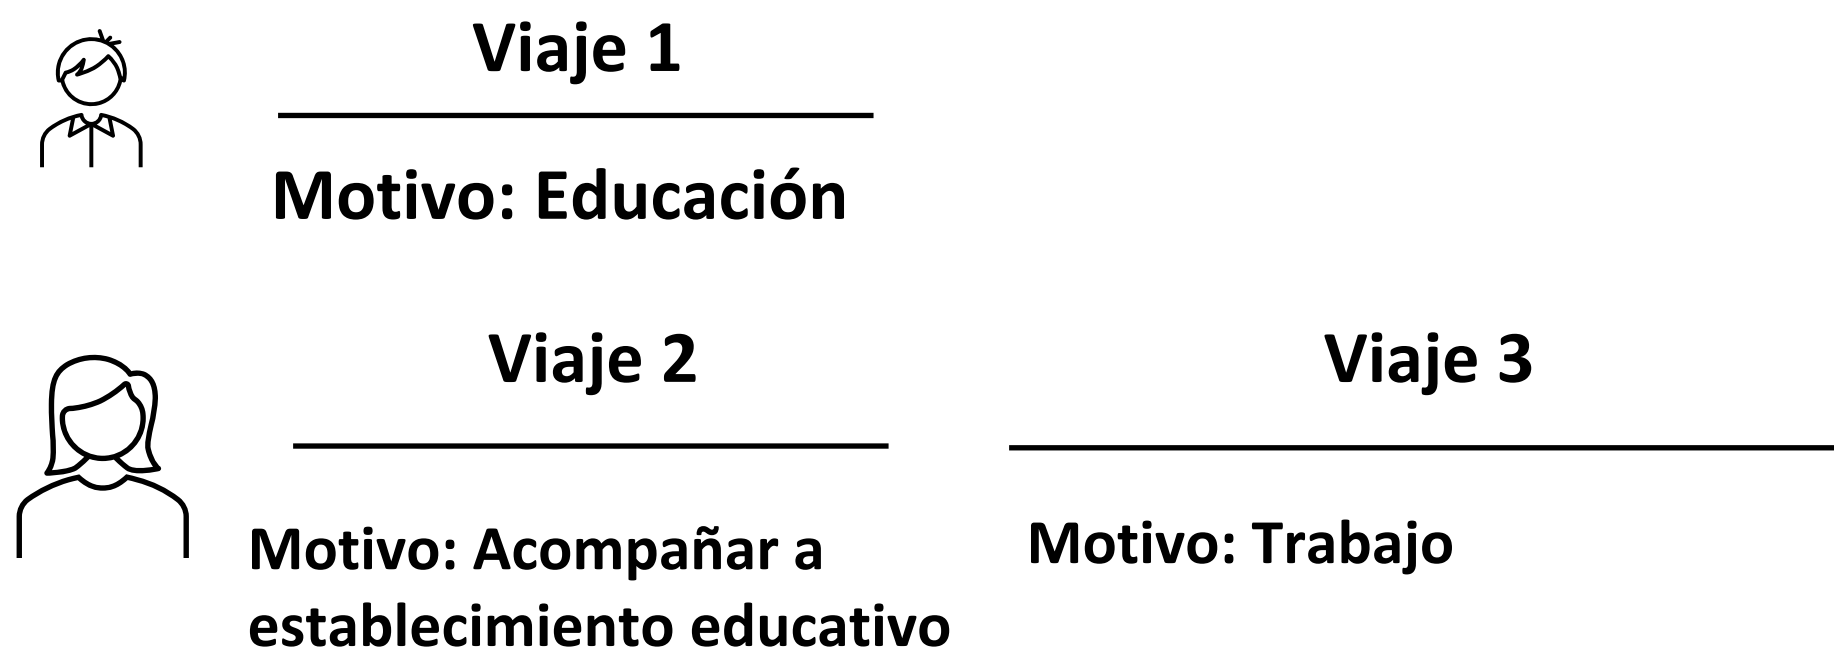 Viaje 1
Motivo: Educación
Viaje 2
Motivo: Acompañar a
establecimiento educativo
Viaje 3
Motivo: Trabajo